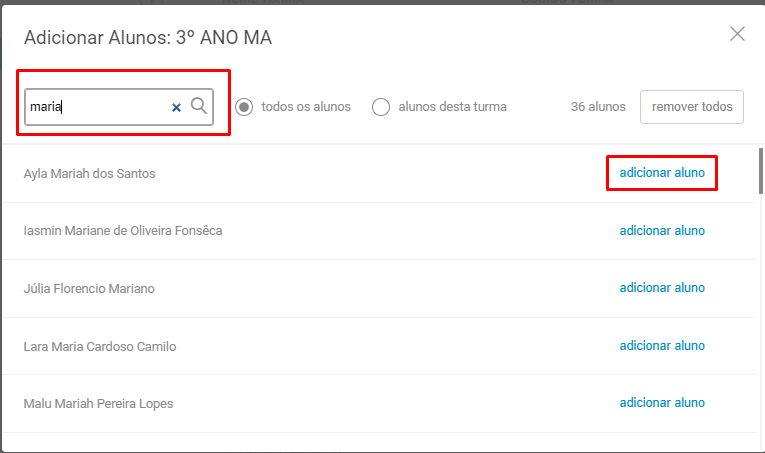 Adicionar Alunos: 3º ANO MA
maria
todos os alunos
alunos desta turma
36 alunos
remover todos
Ayla Mariah dos Santos
adicionar aluno
Iasmin Mariane de Oliveira Fonsêca
adicionar aluno
Júlia Florencio Mariano
adicionar aluno
Lara Maria Cardoso Camilo
adicionar aluno
Malu Mariah Pereira Lopes
adicionar aluno